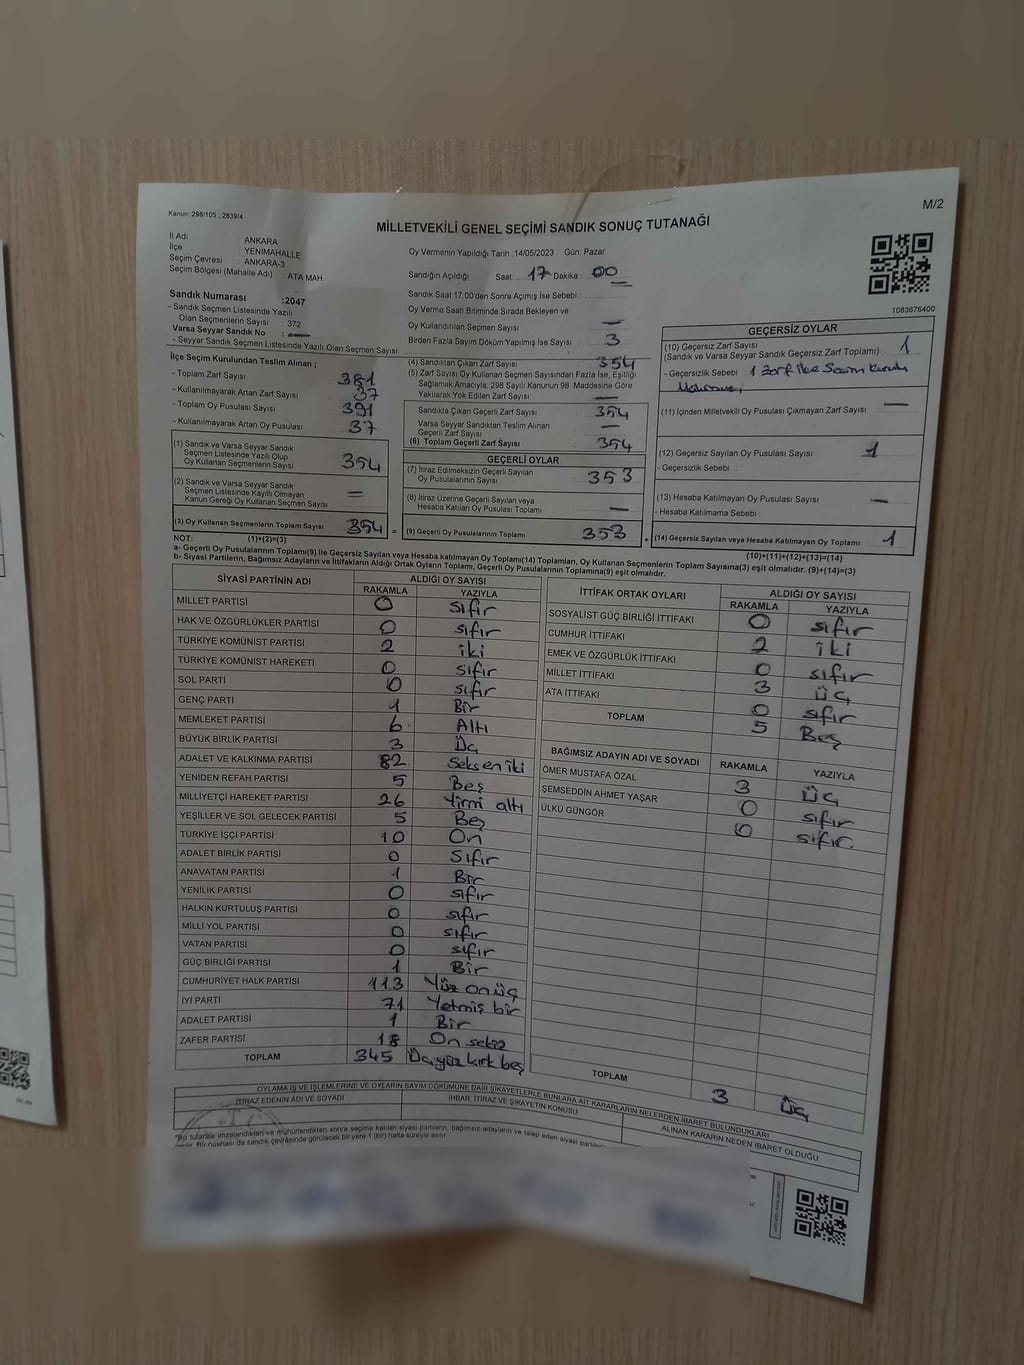 Kanun: 298/105 . 2839/4
M/2
MİLLETVEKİLİ GENEL SEÇİMİ SANDIK SONUÇ TUTANAĞI
İl Adı ANKARA
İlçe YENİMAHALLE
Seçim Çevresi ANKARA-3
Seçim Bölgesi (Mahalle Adı) ATA MAH.
Sandık Numarası :2047
- Sandık Seçmen Listesinde Yazılı
Olan Seçmenlerin Sayısı : 372
Varsa Seyyar Sandık No : —
- Seyyar Sandık Seçmen Listesinde Yazılı Olan Seçmen Sayısı
Oy Vermenin Yapıldığı Tarih :14/05/2023 Gün: Pazar
Sandığın Açıldığı Saat: 17 Dakika : 00
Sandık Saat 17:00'den Sonra Açımış İse Sebebi :
Oy Verme Saati Bitiminde Sırada Bekleyen ve
Oy Kullandırılan Seçmen Sayısı —
Birden Fazla Sayım Döküm Yapılmış İse Sayısı : 3
1083676400
İlçe Seçim Kurulundan Teslim Alınan ;
- Toplam Zarf Sayısı 381
- Kullanılmayarak Artan Zarf Sayısı 37
- Toplam Oy Pusulası Sayısı 391
- Kullanılmayarak Artan Oy Pusulası 37
(1) Sandık ve Varsa Seyyar Sandık
Seçmen Listesinde Yazılı Olup
Oy Kullanan Seçmenlerin Sayısı 354
(2) Sandık ve Varsa Seyyar Sandık
Seçmen Listesinde Kayıtlı Olmayan
Kanun Gereği Oy Kullanan Seçmen Sayısı =
(3) Oy Kullanan Seçmenlerin Toplam Sayısı 354
(4) Sandıktan Çıkan Zarf Sayısı 354
(5) Zarf Sayısı Oy Kullanan Seçmen Sayısından Fazla İse, Eşitliği
Sağlamak Amacıyla; 298 Sayılı Kanunun 98. Maddesine Göre
Yakılarak Yok Edilen Zarf Sayısı —
Sandıkta Çıkan Geçerli Zarf Sayısı 354
Varsa Seyyar Sandıktan Teslim Alınan
Geçerli Zarf Sayısı —
(6) Toplam Geçerli Zarf Sayısı 354
GEÇERLİ OYLAR
(7) İtiraz Edilmeksizin Geçerli Sayılan
Oy Pusulalarının Sayısı 353
(8) İtiraz Üzerine Geçerli Sayılan veya
Hesaba Katılan Oy Pusulası Toplamı —
= (9) Geçerli Oy Pusulalarının Toplamı 353
GEÇERSİZ OYLAR
(10) Geçersiz Zarf Sayısı 1
(Sandık ve Varsa Seyyar Sandık Geçersiz Zarf Toplamı) :
- Geçersizlik Sebebi : 1 Zarf ilce Secim Kurulu
(11) İçinden Milletvekili Oy Pusulası Çıkmayan Zarf Sayısı —
(12) Geçersiz Sayılan Oy Pusulası Sayısı 1
- Geçersizlik Sebebi :
(13) Hesaba Katılmayan Oy Pusulası Sayısı —
- Hesaba Katılmama Sebebi :
+ (14) Geçersiz Sayılan veya Hesaba Katılmayan Oy Toplamı 1
NOT: (1)+(2)=(3)
(10)+(11)+(12)+(13)=(14)
a- Geçerli Oy Pusulalarının Toplamı(9) ile Geçersiz Sayılan veya Hesaba katılmayan Oy Toplamı(14) Toplamları, Oy Kullanan Seçmenlerin Toplam Sayısına(3) eşit olmalıdır. (9)+(14)=(3)
b- Siyasi Partilerin, Bağımsız Adayların ve İttifakların Aldığı Ortak Oyların Toplamı, Geçerli Oy Pusulalarının Toplamına(9) eşit olmalıdır.
SİYASİ PARTİNİN ADI ALDIĞI OY SAYISI
RAKAMLA YAZIYLA
MİLLET PARTİSİ 0 sıfır
HAK VE ÖZGÜRLÜKLER PARTİSİ 0 sıfır
TÜRKİYE KOMÜNİST PARTİSİ 2 iki
TÜRKİYE KOMÜNİST HAREKETİ 0 sıfır
SOL PARTİ 0 sıfır
GENÇ PARTİ 1 Bir
MEMLEKET PARTİSİ 6 Altı
BÜYÜK BİRLİK PARTİSİ 3 Üç
ADALET VE KALKINMA PARTİSİ 82 Seksen iki
YENİDEN REFAH PARTİSİ 5 Beş
MİLLİYETÇİ HAREKET PARTİSİ 26 Yirmi altı
YEŞİLLER VE SOL GELECEK PARTİSİ 5 Beş
TÜRKİYE İŞÇİ PARTİSİ 10 On
ADALET BİRLİK PARTİSİ 0 Sıfır
ANAVATAN PARTİSİ 1 Bir
YENİLİK PARTİSİ 0 sıfır
HALKIN KURTULUŞ PARTİSİ 0 sıfır
MİLLİ YOL PARTİSİ 0 sıfır
VATAN PARTİSİ 0 sıfır
GÜÇ BİRLİĞİ PARTİSİ 1 Bir
CUMHURİYET HALK PARTİSİ 113 Yüz onüç
İYİ PARTİ 71 Yetmiş bir
ADALET PARTİSİ 1 Bir
ZAFER PARTİSİ 18 On sekiz
TOPLAM 345 Üçyüz kırk beş
İTTİFAK ORTAK OYLARI ALDIĞI OY SAYISI
RAKAMLA YAZIYLA
SOSYALİST GÜÇ BİRLİĞİ İTTİFAKI 0 sıfır
CUMHUR İTTİFAKI 2 iki
EMEK VE ÖZGÜRLÜK İTTİFAKI 0 sıfır
MİLLET İTTİFAKI 3 üç
ATA İTTİFAKI 0 sıfır
TOPLAM 5 Beş
BAĞIMSIZ ADAYIN ADI VE SOYADI RAKAMLA YAZIYLA
ÖMER MUSTAFA ÖZAL 3 üç
ŞEMSEDDİN AHMET YAŞAR 0 sıfır
ÜLKÜ GÜNGÖR 0 sıfır.
TOPLAM 3 üç
OYLAMA İŞ VE İŞLEMLERİNE VE OYLARIN SAYIM DÖKÜMÜNE DAİR ŞİKAYETLERLE BUNLARA AİT KARARLARIN NELERDEN İBARET BULUNDUKLARI
İTİRAZ EDENİN ADI VE SOYADI
İHBAR, İTİRAZ VE ŞİKAYETİN KONUSU
ALINAN KARARIN NEDEN İBARET OLDUĞU
*Bu tutanak imzalandıktan ve mühürlendikten sonra seçime katılan siyasi partilerin, bağımsız adayların ve talep eden siyasi